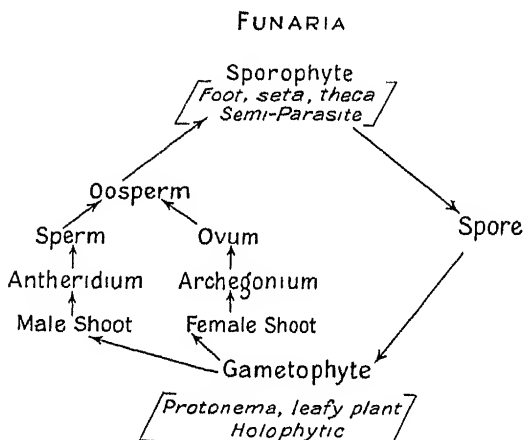 FUNARIA
Sporophyte
[Foot, seta, theca
Semi-Parasite]
Oosperm
Sperm
Ovum
Spore
Antheridium
Archegonium
Male Shoot
Female Shoot
Gametophyte
[Protonema, leafy plant
Holophytic]